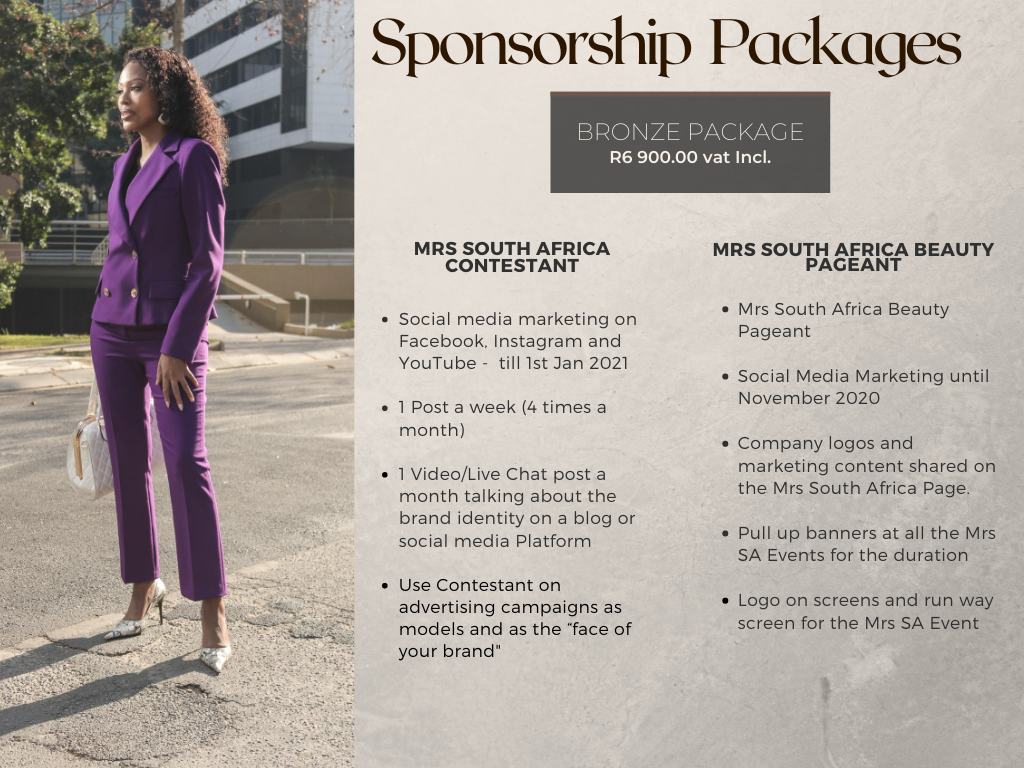 Sponsorship Packages
BRONZE PACKAGE
R6 900.00 vat Incl.
MRS SOUTH AFRICA
CONTESTANT
• Social media marketing on
Facebook, Instagram and
YouTube -  till 1st Jan 2021
• 1 Post a week (4 times a
month)
• 1 Video/Live Chat post a
month talking about the
brand identity on a blog or
social media Platform
• Use Contestant on
advertising campaigns as
models and as the “face of
your brand"
MRS SOUTH AFRICA BEAUTY
PAGEANT
• Mrs South Africa Beauty
Pageant
• Social Media Marketing until
November 2020
• Company logos and
marketing content shared on
the Mrs South Africa Page.
• Pull up banners at all the Mrs
SA Events for the duration
• Logo on screens and run way
screen for the Mrs SA Event